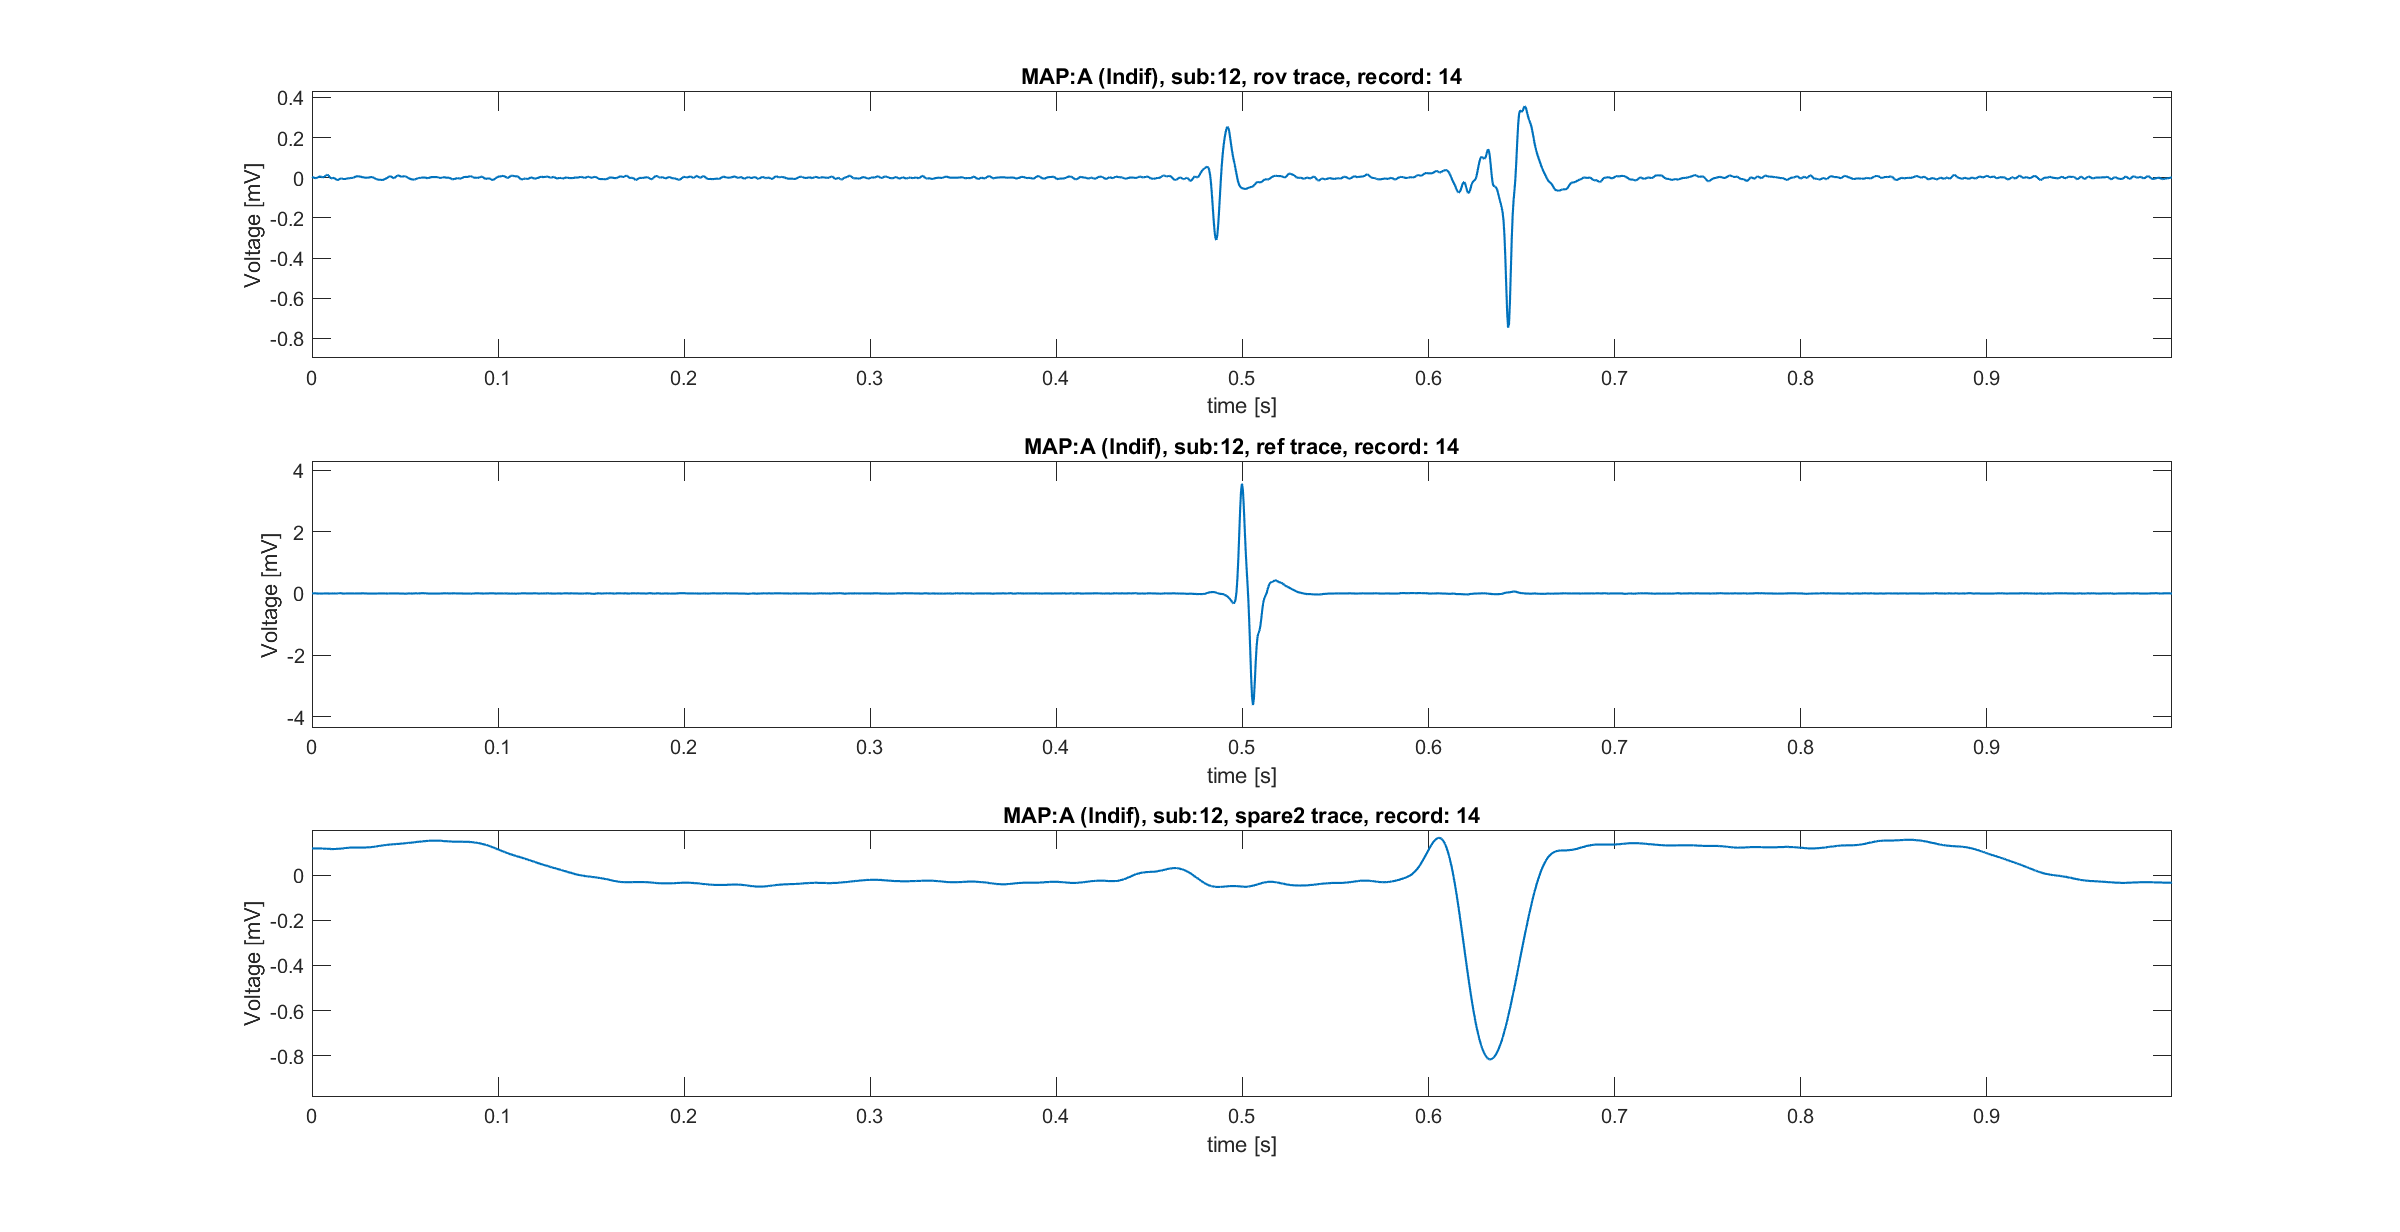 MAP:A (Indif), sub:12, rov trace, record: 14
0.4
0.2
0
-0.2
-0.4
-0.6
-0.8
Voltage [mV]
0 0.1 0.2 0.3 0.4 0.5 0.6 0.7 0.8 0.9
time [s]
MAP:A (Indif), sub:12, ref trace, record: 14
4
2
0
-2
-4
Voltage [mV]
0 0.1 0.2 0.3 0.4 0.5 0.6 0.7 0.8 0.9
time [s]
MAP:A (Indif), sub:12, spare2 trace, record: 14
0
-0.2
-0.4
-0.6
-0.8
Voltage [mV]
0 0.1 0.2 0.3 0.4 0.5 0.6 0.7 0.8 0.9
time [s]